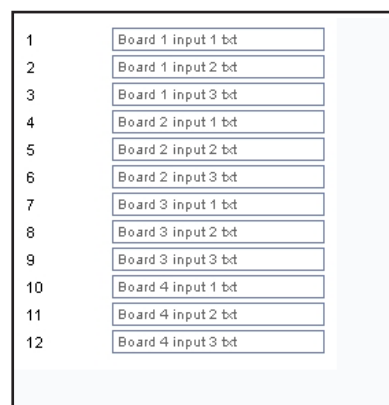 1 Board 1 input 1 txt
2 Board 1 input 2 txt
3 Board 1 input 3 txt
4 Board 2 input 1 txt
5 Board 2 input 2 txt
6 Board 2 input 3 txt
7 Board 3 input 1 txt
8 Board 3 input 2 txt
9 Board 3 input 3 txt
10 Board 4 input 1 txt
11 Board 4 input 2 txt
12 Board 4 input 3 txt